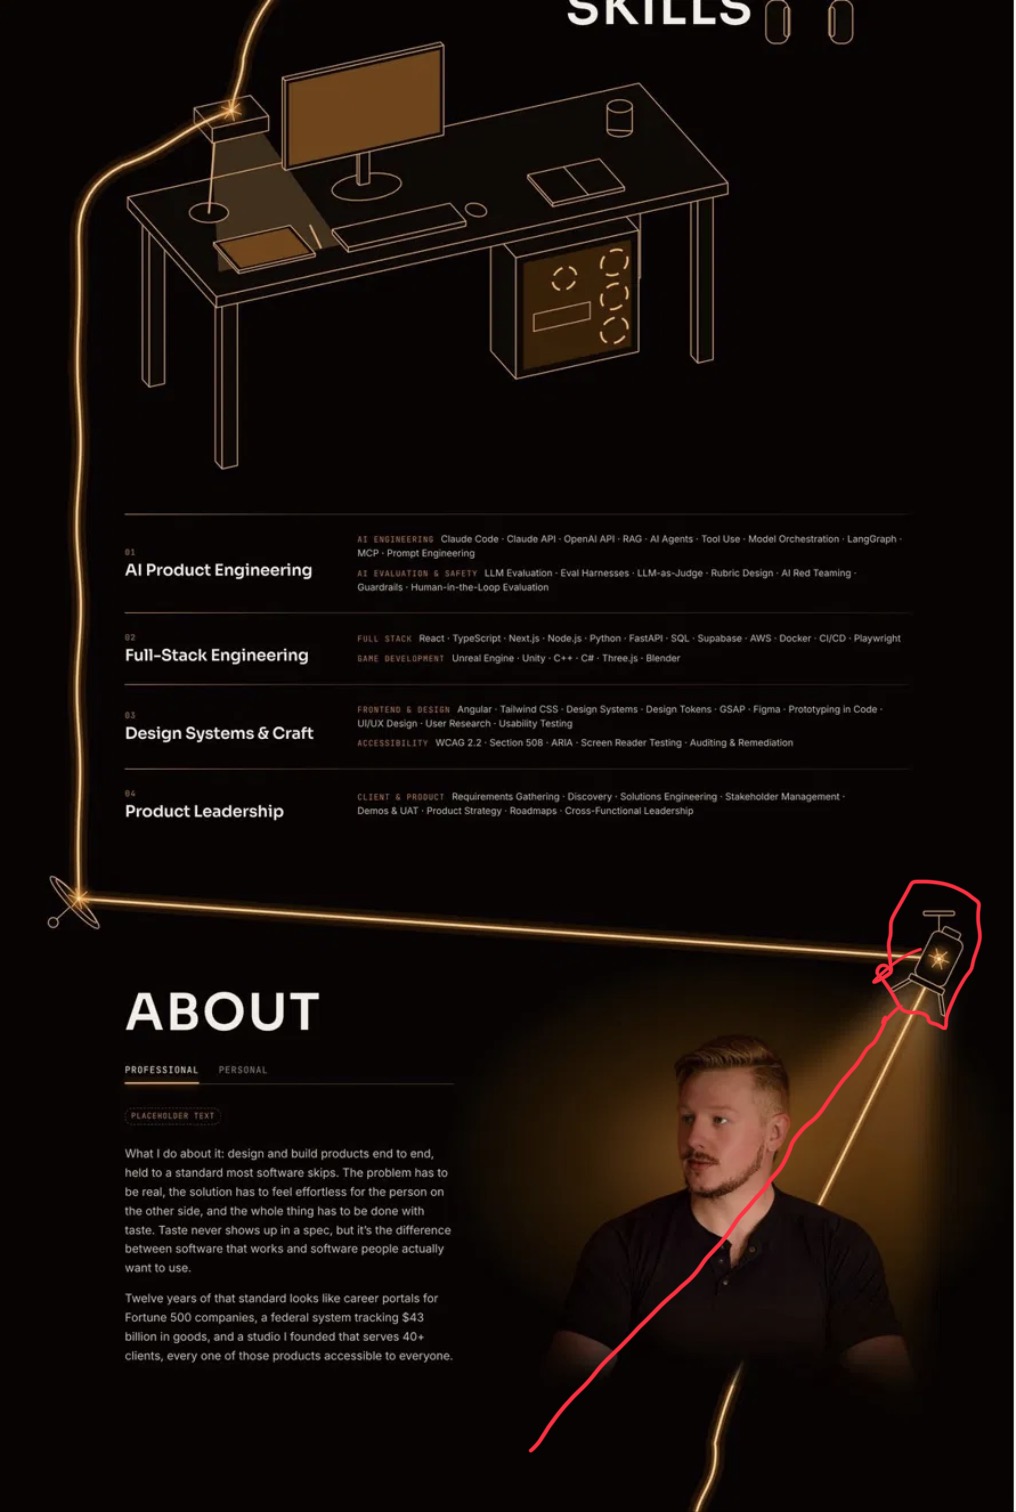 SKILLS
01
AI Product Engineering
AI ENGINEERING Claude Code · Claude API · OpenAI API · RAG · AI Agents · Tool Use · Model Orchestration · LangGraph ·
MCP · Prompt Engineering
AI EVALUATION & SAFETY LLM Evaluation · Eval Harnesses · LLM-as-Judge · Rubric Design · AI Red Teaming ·
Guardrails · Human-in-the-Loop Evaluation
02
Full-Stack Engineering
FULL STACK React · TypeScript · Next.js · Node.js · Python · FastAPI · SQL · Supabase · AWS · Docker · CI/CD · Playwright
GAME DEVELOPMENT Unreal Engine · Unity · C++ · C# · Three.js · Blender
03
Design Systems & Craft
FRONTEND & DESIGN Angular · Tailwind CSS · Design Systems · Design Tokens · GSAP · Figma · Prototyping in Code ·
UI/UX Design · User Research · Usability Testing
ACCESSIBILITY WCAG 2.2 · Section 508 · ARIA · Screen Reader Testing · Auditing & Remediation
04
Product Leadership
CLIENT & PRODUCT Requirements Gathering · Discovery · Solutions Engineering · Stakeholder Management ·
Demos & UAT · Product Strategy · Roadmaps · Cross-Functional Leadership
ABOUT
PROFESSIONAL PERSONAL
PLACEHOLDER TEXT
What I do about it: design and build products end to end,
held to a standard most software skips. The problem has to
be real, the solution has to feel effortless for the person on
the other side, and the whole thing has to be done with
taste. Taste never shows up in a spec, but it's the difference
between software that works and software people actually
want to use.
Twelve years of that standard looks like career portals for
Fortune 500 companies, a federal system tracking $43
billion in goods, and a studio I founded that serves 40+
clients, every one of those products accessible to everyone.